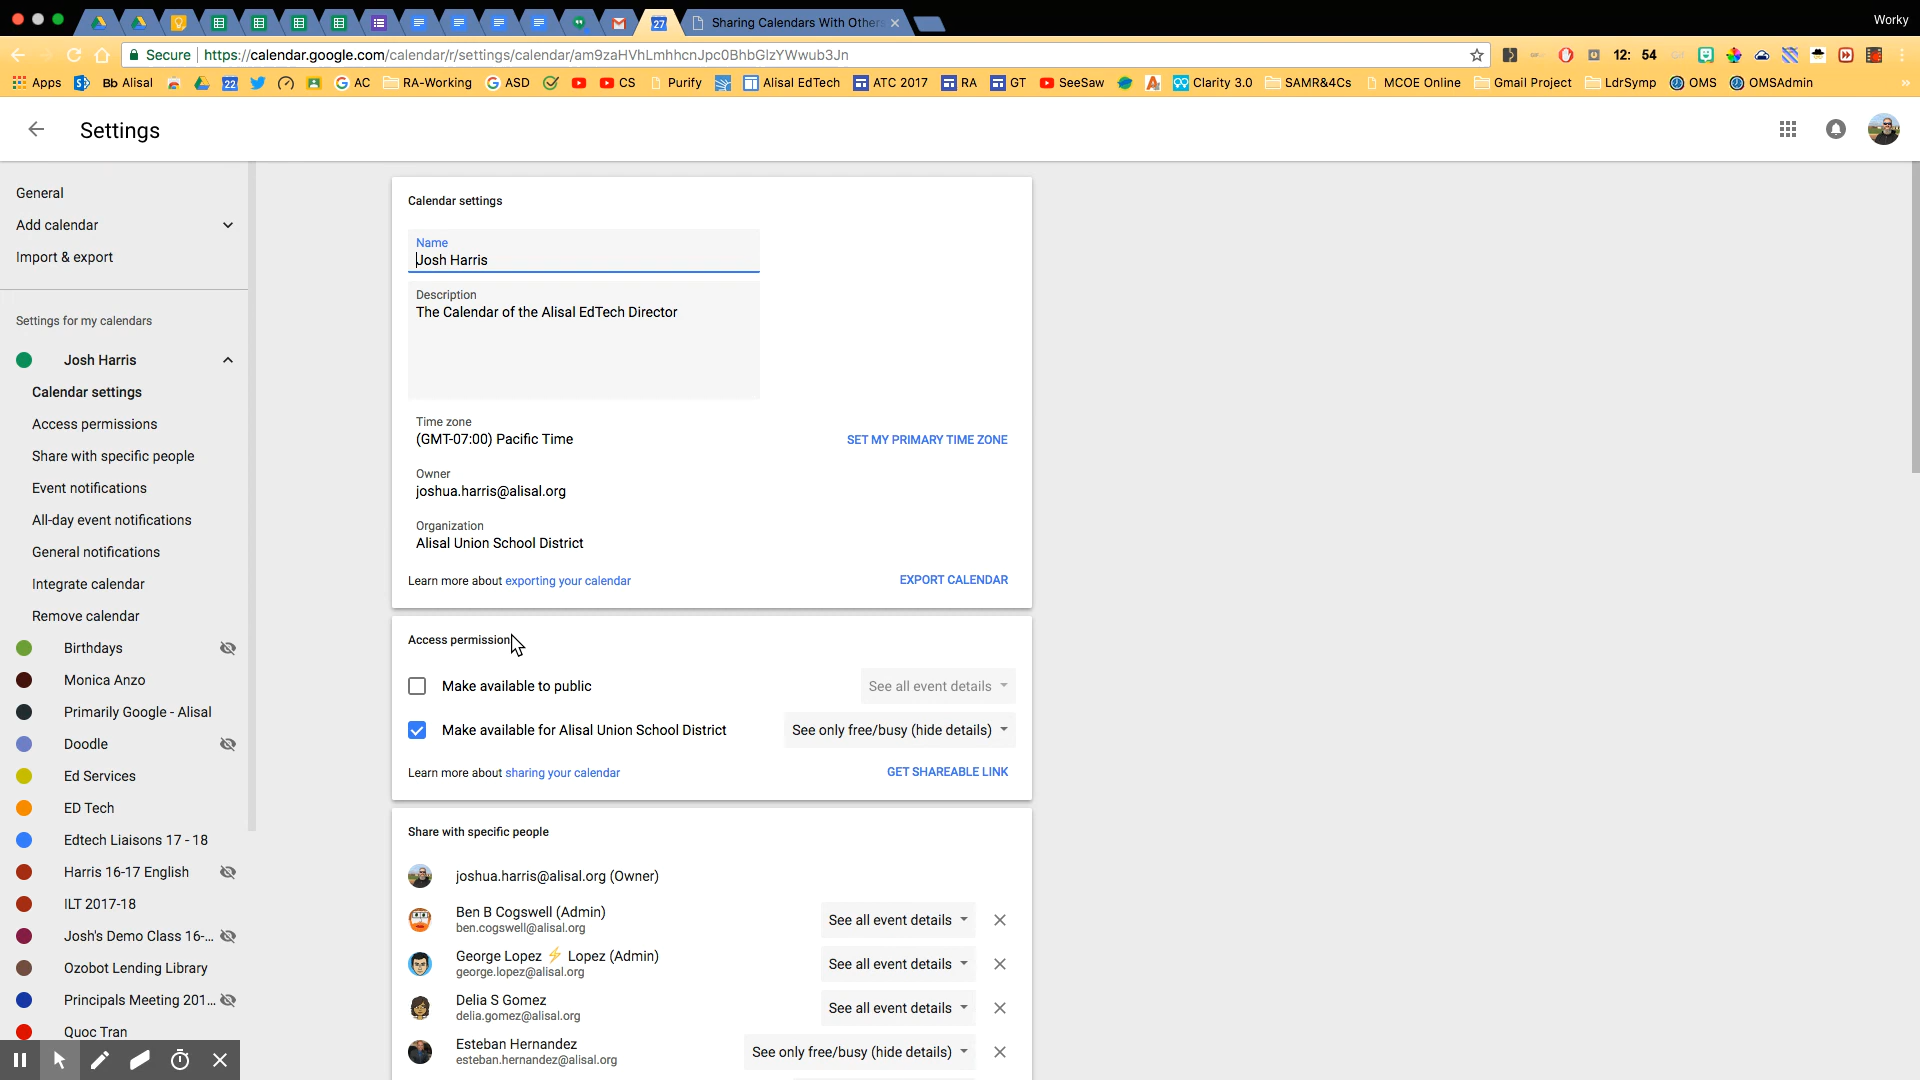 Sharing Calendars With Others
Worky
Secure
https://calendar.google.com/calendar/r/settings/calendar/am9zaHVhLmhhcnJpc0BhbGlzYWwub3Jn
12: 54
Apps
Bb Alisal
22
AC
RA-Working
ASD
CS
Purify
Alisal EdTech
ATC 2017
RA
GT
SeeSaw
Clarity 3.0
SAMR&4Cs
MCOE Online
Gmail Project
LdrSymp
OMS
OMSAdmin
Settings
General
Add calendar
Import & export
Settings for my calendars
Josh Harris
Calendar settings
Access permissions
Share with specific people
Event notifications
All-day event notifications
General notifications
Integrate calendar
Remove calendar
Birthdays
Monica Anzo
Primarily Google - Alisal
Doodle
Ed Services
ED Tech
Edtech Liaisons 17 - 18
Harris 16-17 English
ILT 2017-18
Josh's Demo Class 16-...
Ozobot Lending Library
Principals Meeting 201...
Quoc Tran
Calendar settings
Name
Josh Harris
Description
The Calendar of the Alisal EdTech Director
Time zone
(GMT-07:00) Pacific Time
SET MY PRIMARY TIME ZONE
Owner
joshua.harris@alisal.org
Organization
Alisal Union School District
Learn more about exporting your calendar
EXPORT CALENDAR
Access permission
Make available to public
See all event details
Make available for Alisal Union School District
See only free/busy (hide details)
Learn more about sharing your calendar
GET SHAREABLE LINK
Share with specific people
joshua.harris@alisal.org (Owner)
Ben B Cogswell (Admin)
ben.cogswell@alisal.org
See all event details
George Lopez ⚡ Lopez (Admin)
george.lopez@alisal.org
See all event details
Delia S Gomez
delia.gomez@alisal.org
See all event details
Esteban Hernandez
esteban.hernandez@alisal.org
See only free/busy (hide details)